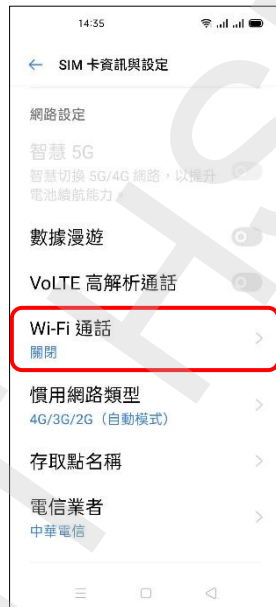 14:35
SIM 卡資訊與設定
網路設定
智慧 5G
智慧切換 5G/4G 網路，以提升
電池續航能力。
數據漫遊
VoLTE 高解析通話
Wi-Fi 通話
關閉
慣用網路類型
4G/3G/2G（自動模式）
存取點名稱
電信業者
中華電信